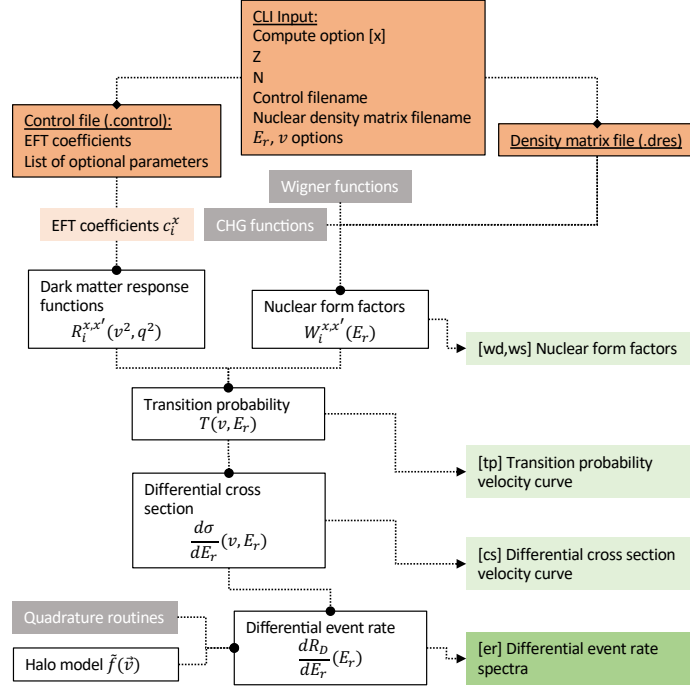 CLI Input:
Compute option [x]
Z
N
Control filename
Nuclear density matrix filename
E_r, v options
Control file (.control):
EFT coefficients
List of optional parameters
Density matrix file (.dres)
Wigner functions
CHG functions
EFT coefficients c_i^x
Dark matter response
functions
R_i^{x,x'}(v^2, q^2)
Nuclear form factors
W_i^{x,x'}(E_r)
[wd,ws] Nuclear form factors
Transition probability
T(v, E_r)
[tp] Transition probability
velocity curve
Differential cross
section
dσ/dE_r (v, E_r)
[cs] Differential cross section
velocity curve
Quadrature routines
Halo model f̃(v⃗)
Differential event rate
dR_D/dE_r (E_r)
[er] Differential event rate
spectra